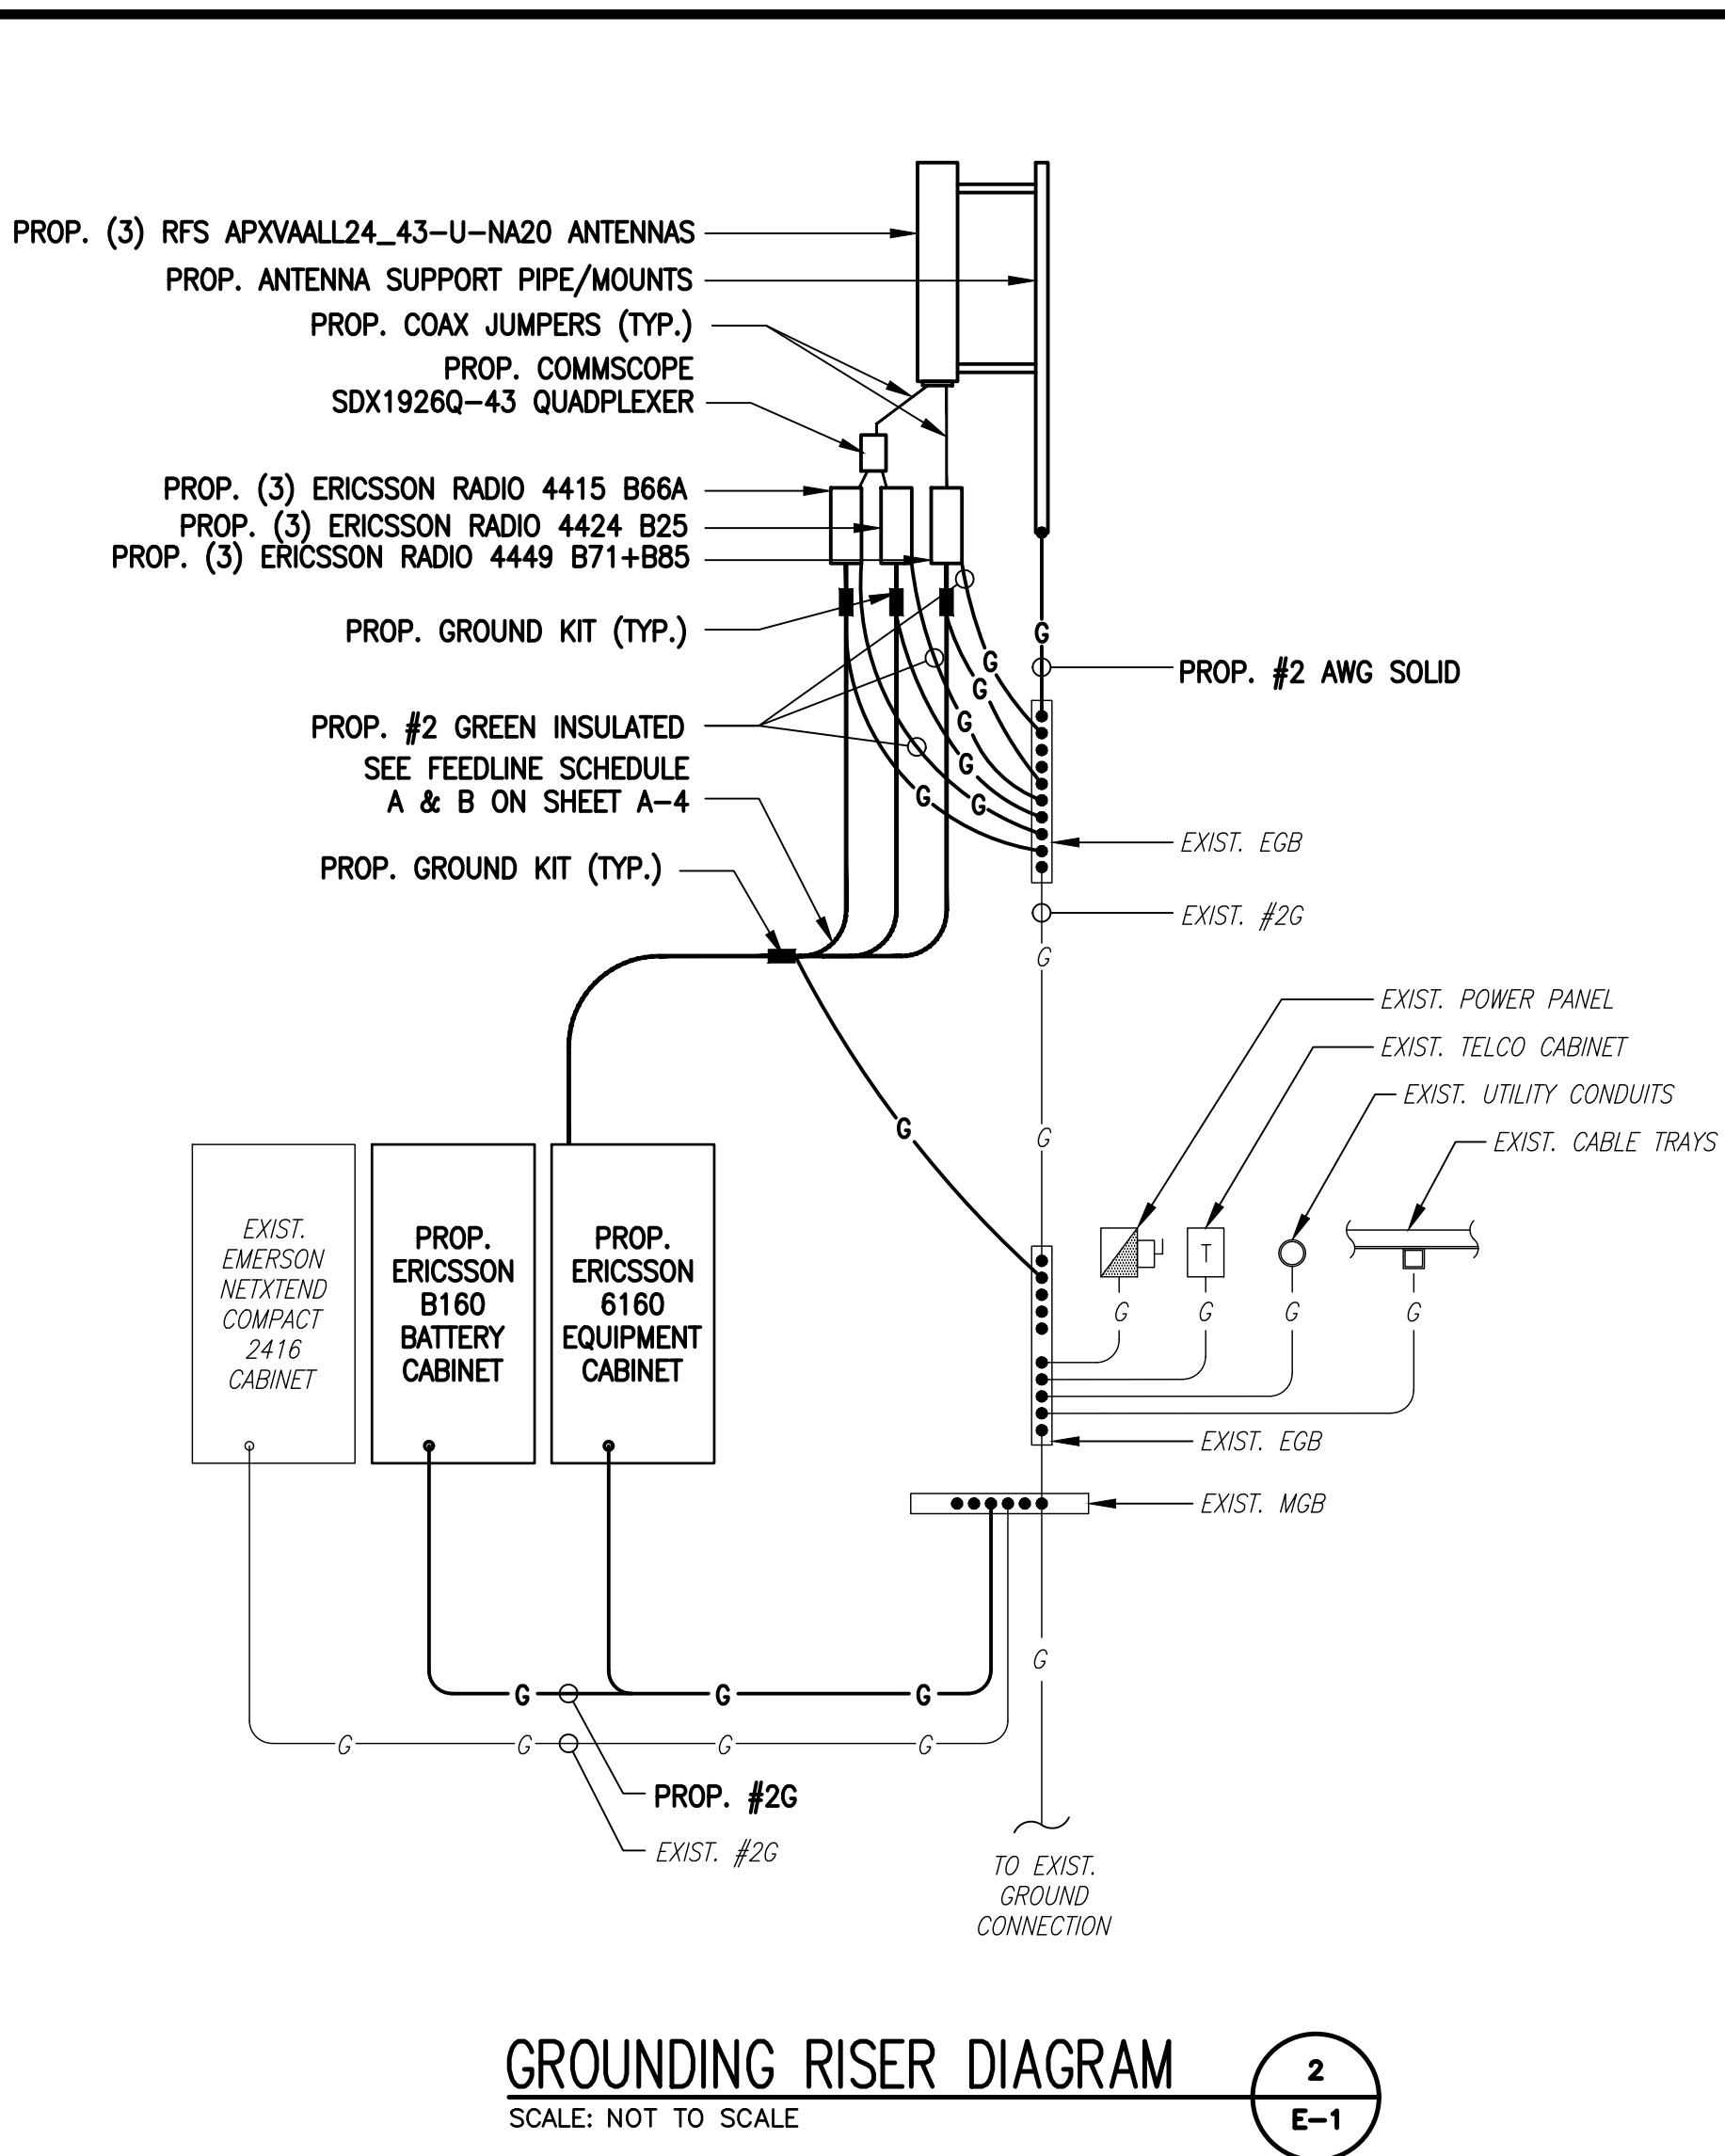 PROP. (3) RFS APXVAALL24_43-U-NA20 ANTENNAS
PROP. ANTENNA SUPPORT PIPE/MOUNTS
PROP. COAX JUMPERS (TYP.)
PROP. COMMSCOPE
SDX1926Q-43 QUADPLEXER
PROP. (3) ERICSSON RADIO 4415 B66A
PROP. (3) ERICSSON RADIO 4424 B25
PROP. (3) ERICSSON RADIO 4449 B71+B85
PROP. GROUND KIT (TYP.)
G
G
G
PROP. #2 AWG SOLID
PROP. #2 GREEN INSULATED
G
G
SEE FEEDLINE SCHEDULE
A & B ON SHEET A-4
G
G
EXIST. EGB
PROP. GROUND KIT (TYP.)
EXIST. #2G
G
EXIST. POWER PANEL
EXIST. TELCO CABINET
EXIST. UTILITY CONDUITS
G
G
EXIST. CABLE TRAYS
EXIST.
EMERSON
NETXTEND
COMPACT
2416
CABINET
PROP.
ERICSSON
B160
BATTERY
CABINET
PROP.
ERICSSON
6160
EQUIPMENT
CABINET
T
G
G
G
G
EXIST. EGB
EXIST. MGB
G
G
G
G
G
G
G
G
PROP. #2G
EXIST. #2G
TO EXIST.
GROUND
CONNECTION
GROUNDING RISER DIAGRAM
SCALE: NOT TO SCALE
2
E-1